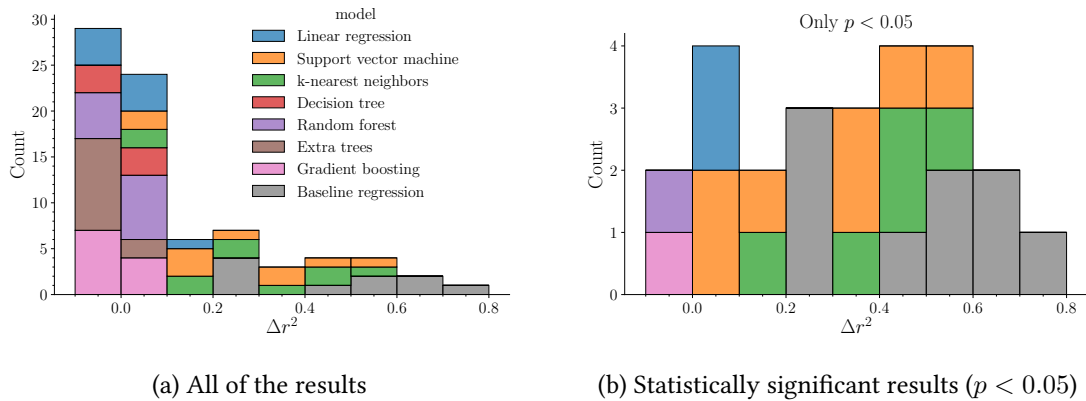 model
Linear regression
Support vector machine
k-nearest neighbors
Decision tree
Random forest
Extra trees
Gradient boosting
Baseline regression
30
25
20
15
10
5
0
Count
0.0 0.2 0.4 0.6 0.8
Δr²
(a) All of the results
Only p < 0.05
4
3
2
1
0
Count
0.0 0.2 0.4 0.6 0.8
Δr²
(b) Statistically significant results (p < 0.05)